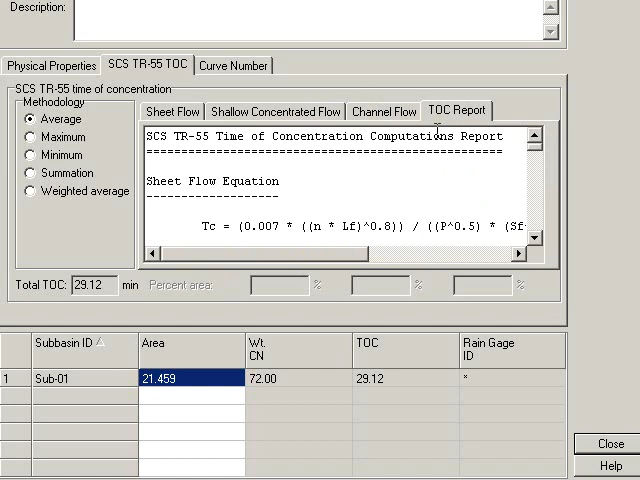 Description:
Physical Properties
SCS TR-55 TOC
Curve Number
SCS TR-55 time of concentration
Methodology
Average
Maximum
Minimum
Summation
Weighted average
Sheet Flow
Shallow Concentrated Flow
Channel Flow
TOC Report
SCS TR-55 Time of Concentration Computations Report
===================================================
Sheet Flow Equation
-------------------
Tc = (0.007 * ((n * Lf)^0.8)) / ((P^0.5) * (Sf
Total TOC: 29.12 min Percent area: % % %
Subbasin ID Area Wt. CN TOC Rain Gage ID
1 Sub-01 21.459 72.00 29.12 *
Close
Help